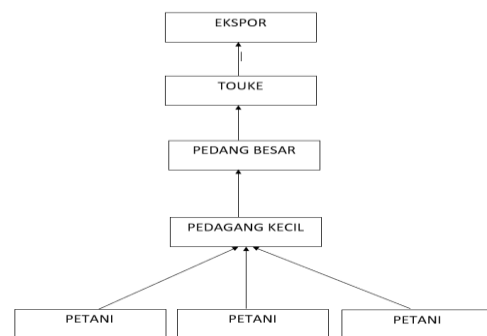 EKSPOR
TOUKE
PEDANG BESAR
PEDAGANG KECIL
PETANI
PETANI
PETANI